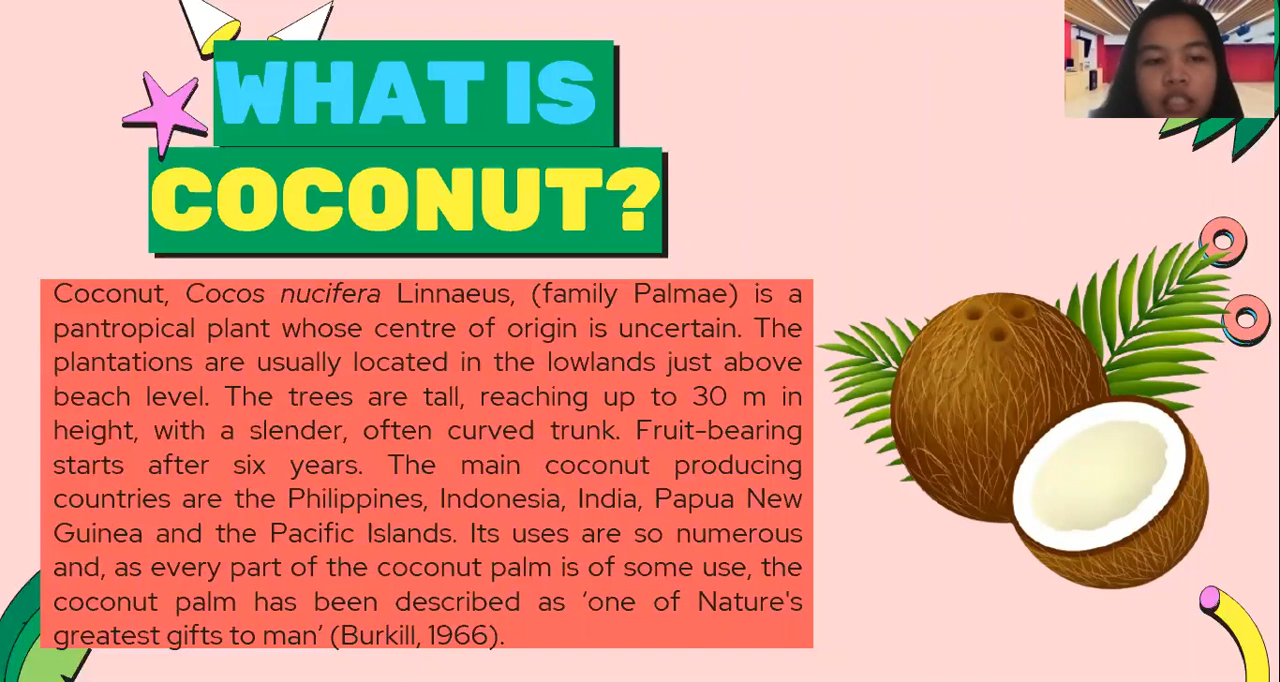 WHAT IS
COCONUT?
Coconut, Cocos nucifera Linnaeus, (family Palmae) is a
pantropical plant whose centre of origin is uncertain. The
plantations are usually located in the lowlands just above
beach level. The trees are tall, reaching up to 30 m in
height, with a slender, often curved trunk. Fruit-bearing
starts after six years. The main coconut producing
countries are the Philippines, Indonesia, India, Papua New
Guinea and the Pacific Islands. Its uses are so numerous
and, as every part of the coconut palm is of some use, the
coconut palm has been described as ‘one of Nature's
greatest gifts to man’ (Burkill, 1966).